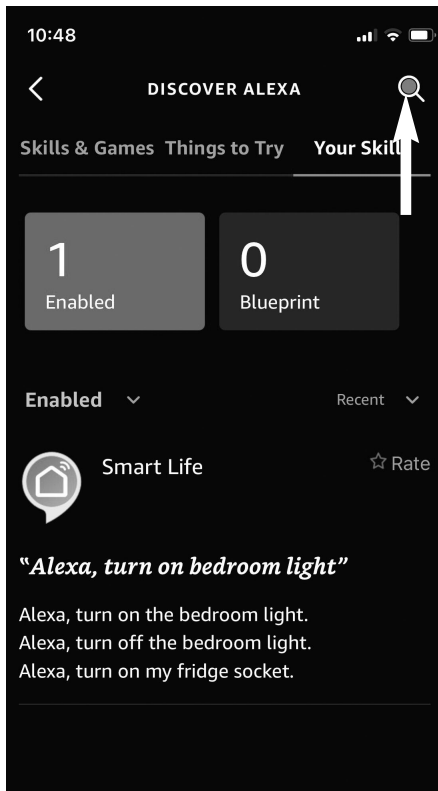 10:48
DISCOVER ALEXA
Skills & Games Things to Try Your Skill
1 0
Enabled Blueprint
Enabled Recent
Smart Life Rate
‟Alexa, turn on bedroom light”
Alexa, turn on the bedroom light.
Alexa, turn off the bedroom light.
Alexa, turn on my fridge socket.